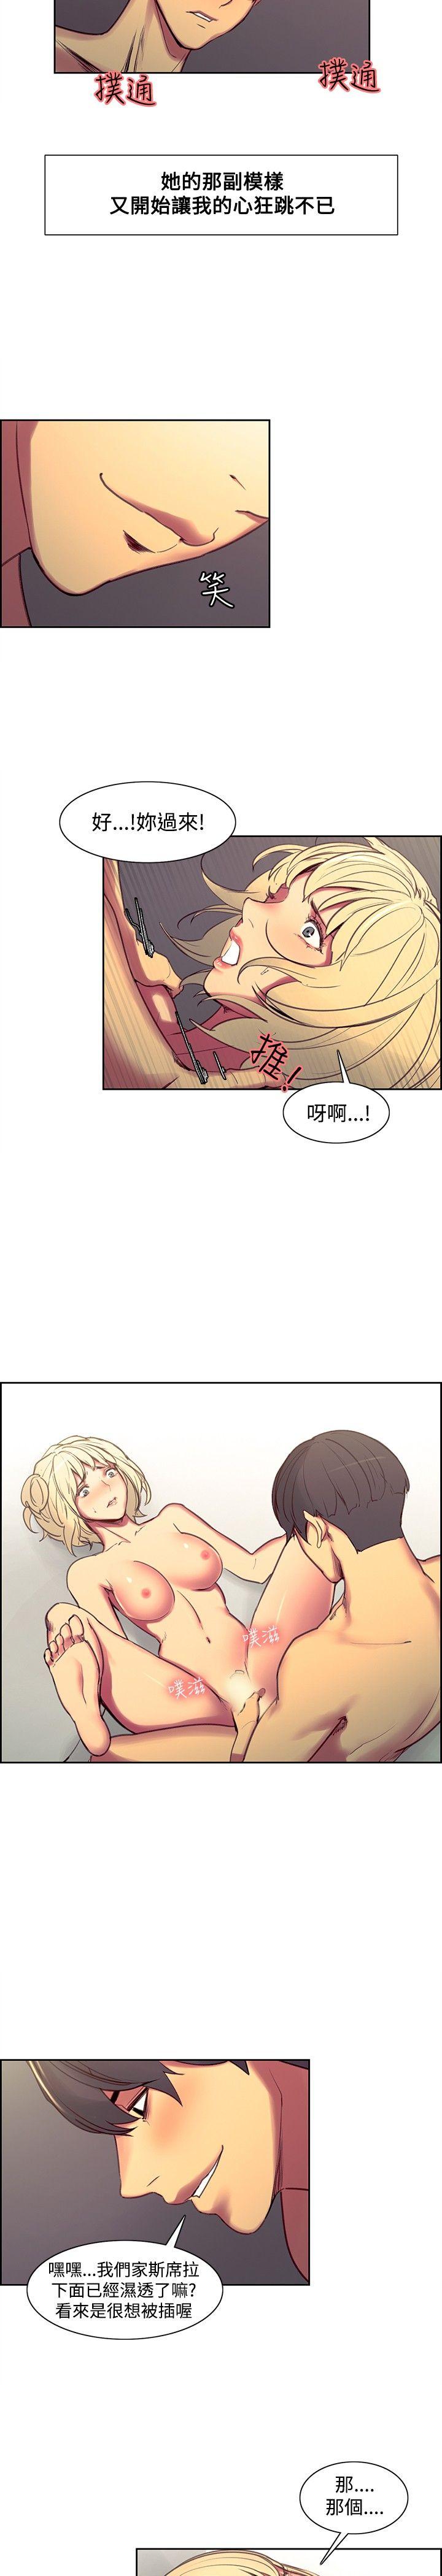 撲通
撲通
她的那副模樣
又開始讓我的心狂跳不已
笑
好...!妳過來!
推!
呀啊...!
噗滋
噗滋
嘿嘿...我們家斯席拉
下面已經濕透了嘛?
看來是很想被插喔
那....
那個....